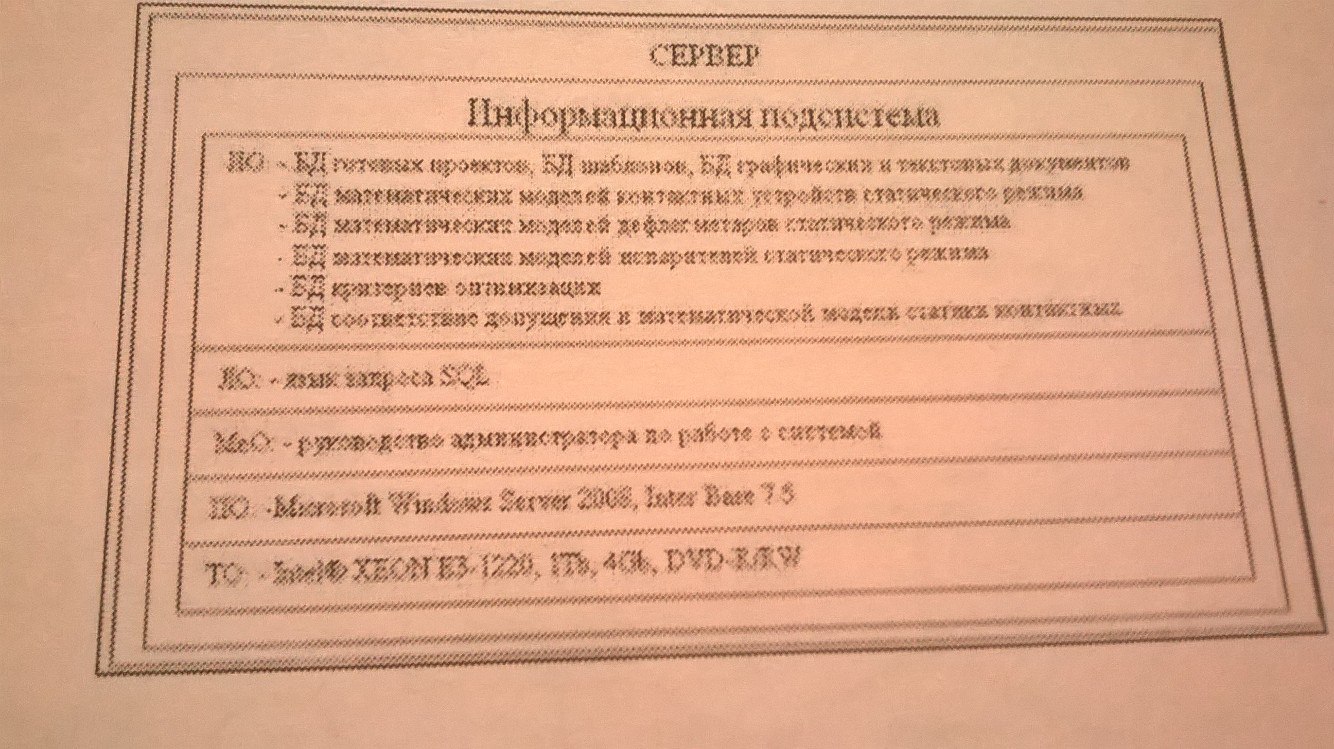 СЕРВЕР
Информационная подсистема
ИО: - БД готовых проектов, БД шаблонов, БД графических и текстовых документов
- БД математических моделей контактных устройств статического режима
- БД математических моделей дефлегматоров статического режима
- БД математических моделей испарителей статического режима
- БД критериев оптимизации
- БД соответствие допущения и математической модели статики контактных
ЛО: - язык запроса SQL
МеО: - руководство администратора по работе с системой
ПО: -Microsoft Windows Server 2008, Inter Base 7.5
ТО: - Intel® XEON E3-1220, 1Tb, 4Gb, DVD-R/RW